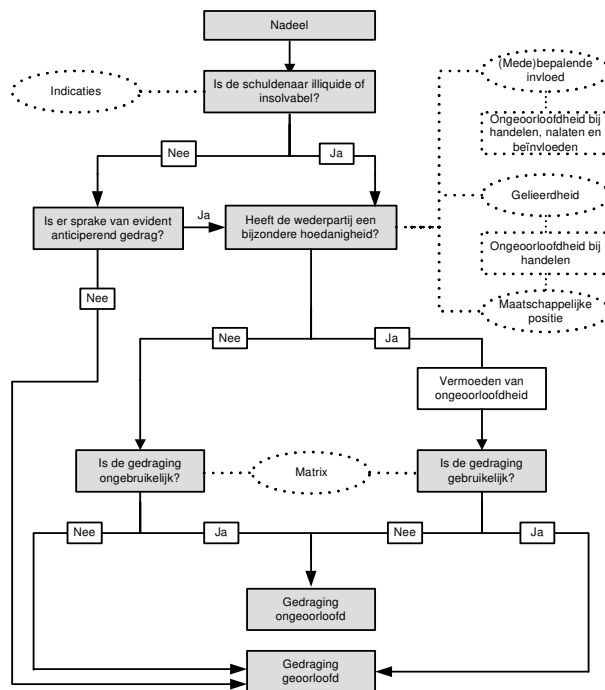 Nadeel
(Mede)bepalende
invloed
Indicaties
Is de schuldenaar illiquide of
insolvabel?
Ongeoorloofdheid bij
handelen, nalaten en
beïnvloeden
Nee
Ja
Gelieerdheid
Is er sprake van evident
anticiperend gedrag?
Ja
Heeft de wederpartij een
bijzondere hoedanigheid?
Ongeoorloofdheid bij
handelen
Nee
Maatschappelijke
positie
Nee
Ja
Vermoeden van
ongeoorloofdheid
Is de gedraging
ongebruikelijk?
Matrix
Is de gedraging
gebruikelijk?
Nee
Ja
Nee
Ja
Gedraging
ongeoorloofd
Gedraging
geoorloofd